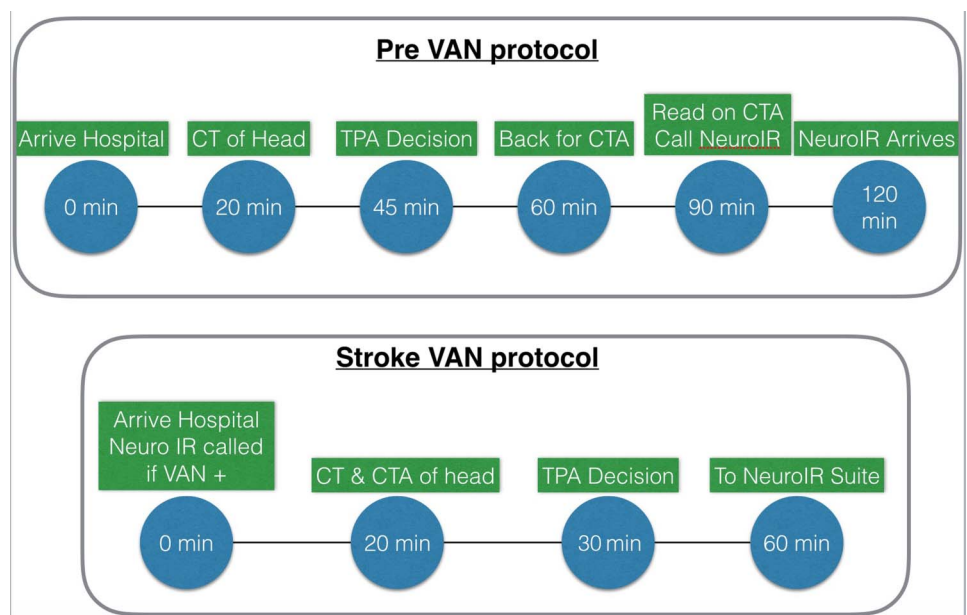 Pre VAN protocol
Arrive Hospital
CT of Head
TPA Decision
Back for CTA
Read on CTA
Call NeuroIR
NeuroIR Arrives
0 min
20 min
45 min
60 min
90 min
120
min
Stroke VAN protocol
Arrive Hospital
Neuro IR called
if VAN +
CT & CTA of head
TPA Decision
To NeuroIR Suite
0 min
20 min
30 min
60 min